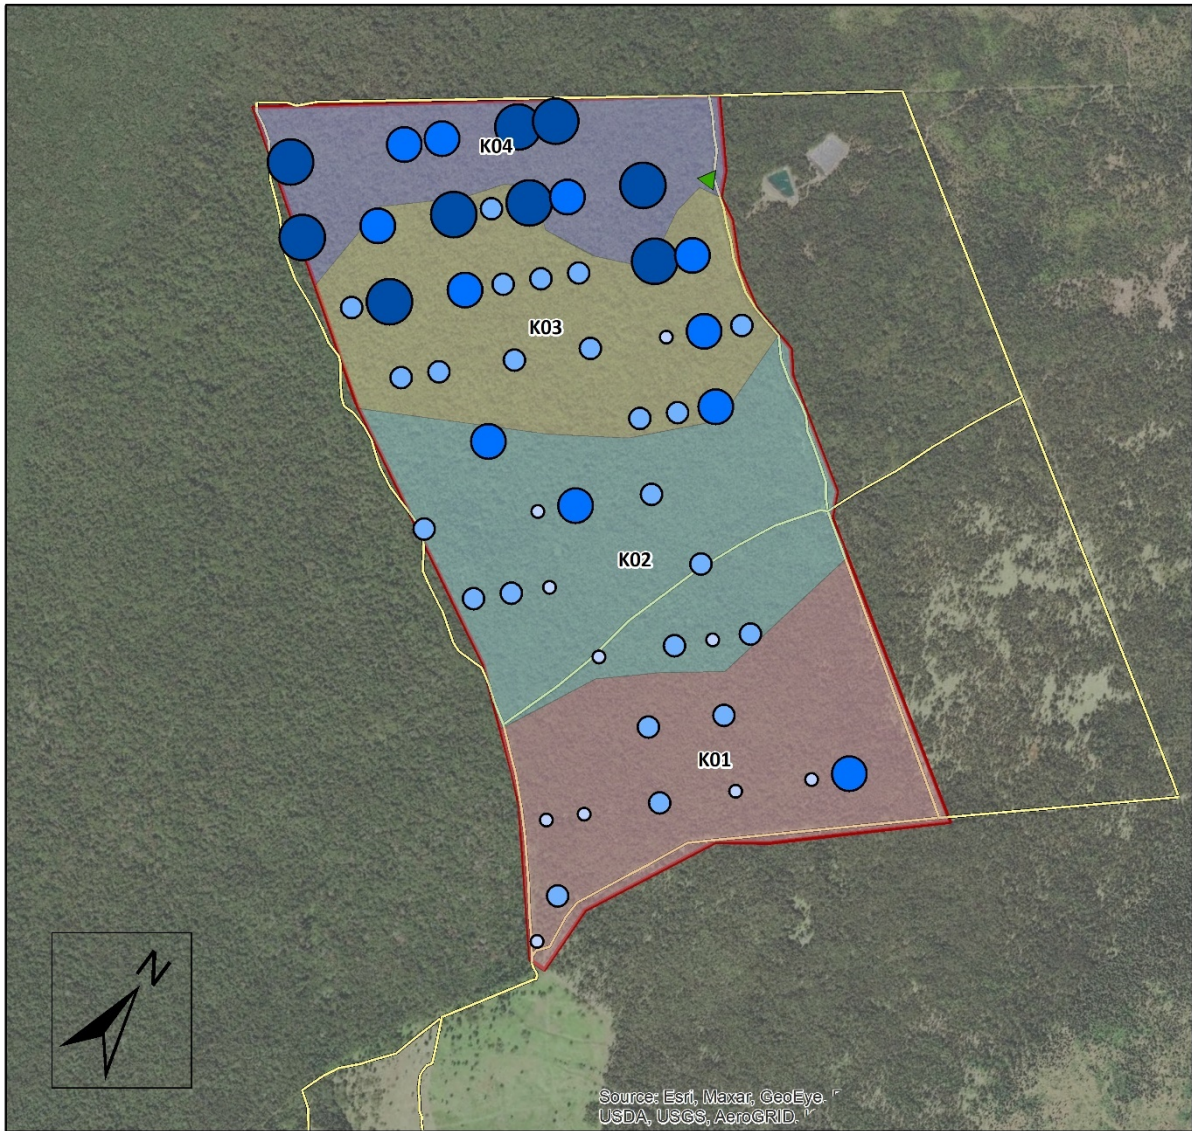 K04
K03
K02
K01
N
Source: Esri, Maxar, GeoEye,
USDA, USGS, AeroGRID,